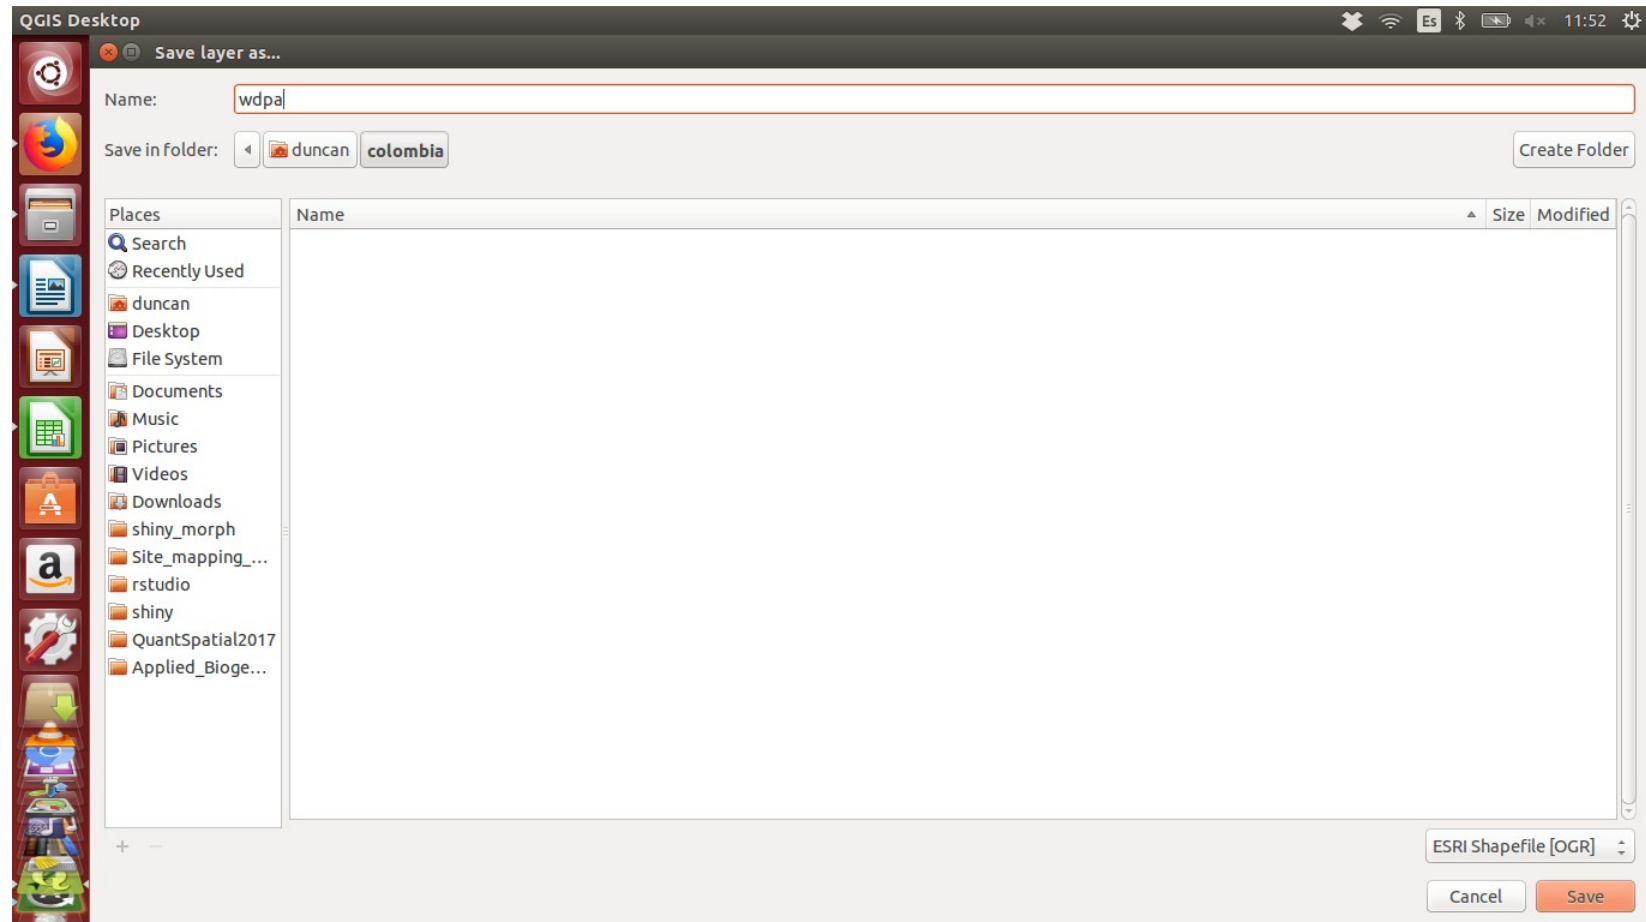 QGIS Desktop
Es
11:52
Save layer as...
Name:
wdpa
Save in folder:
duncan
colombia
Create Folder
Places
Name
Size
Modified
Search
Recently Used
duncan
Desktop
File System
Documents
Music
Pictures
Videos
Downloads
shiny_morph
Site_mapping_...
rstudio
shiny
QuantSpatial2017
Applied_Bioge...
ESRI Shapefile [OGR]
Cancel
Save